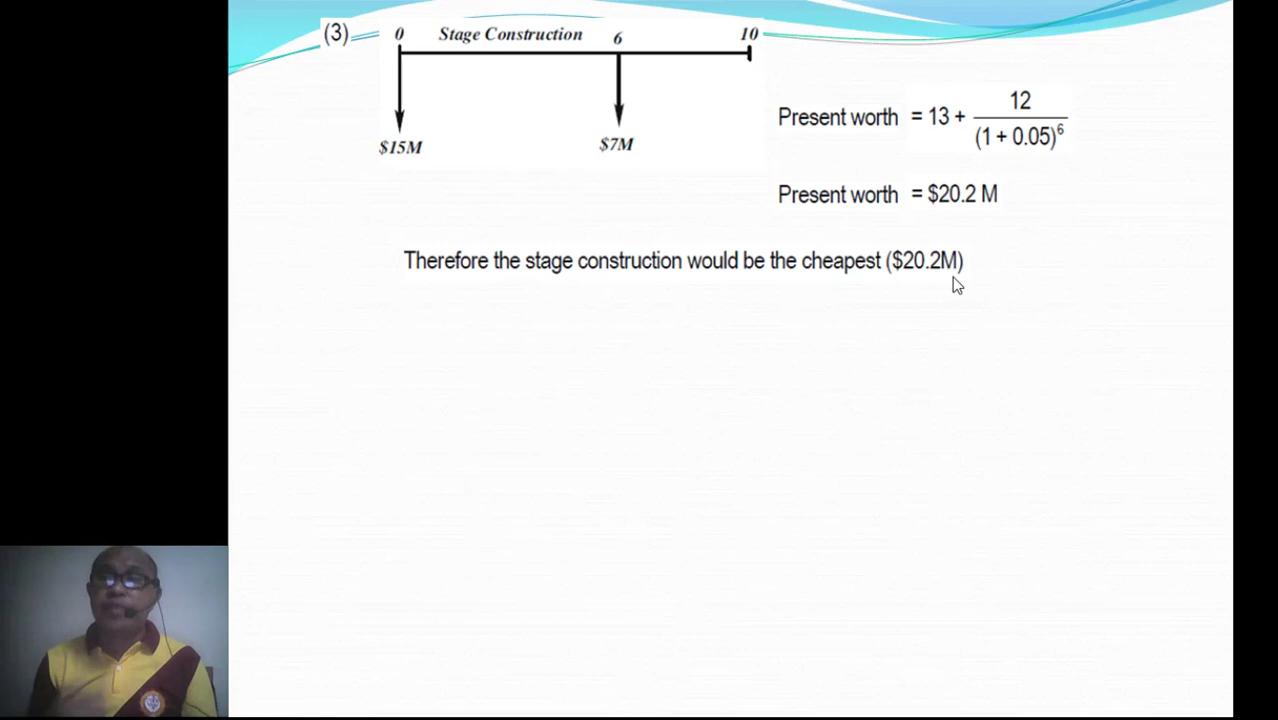 (3)
0 Stage Construction 6 10
$15M $7M
Present worth = 13 + 12 / (1 + 0.05)^6
Present worth = $20.2 M
Therefore the stage construction would be the cheapest ($20.2M)